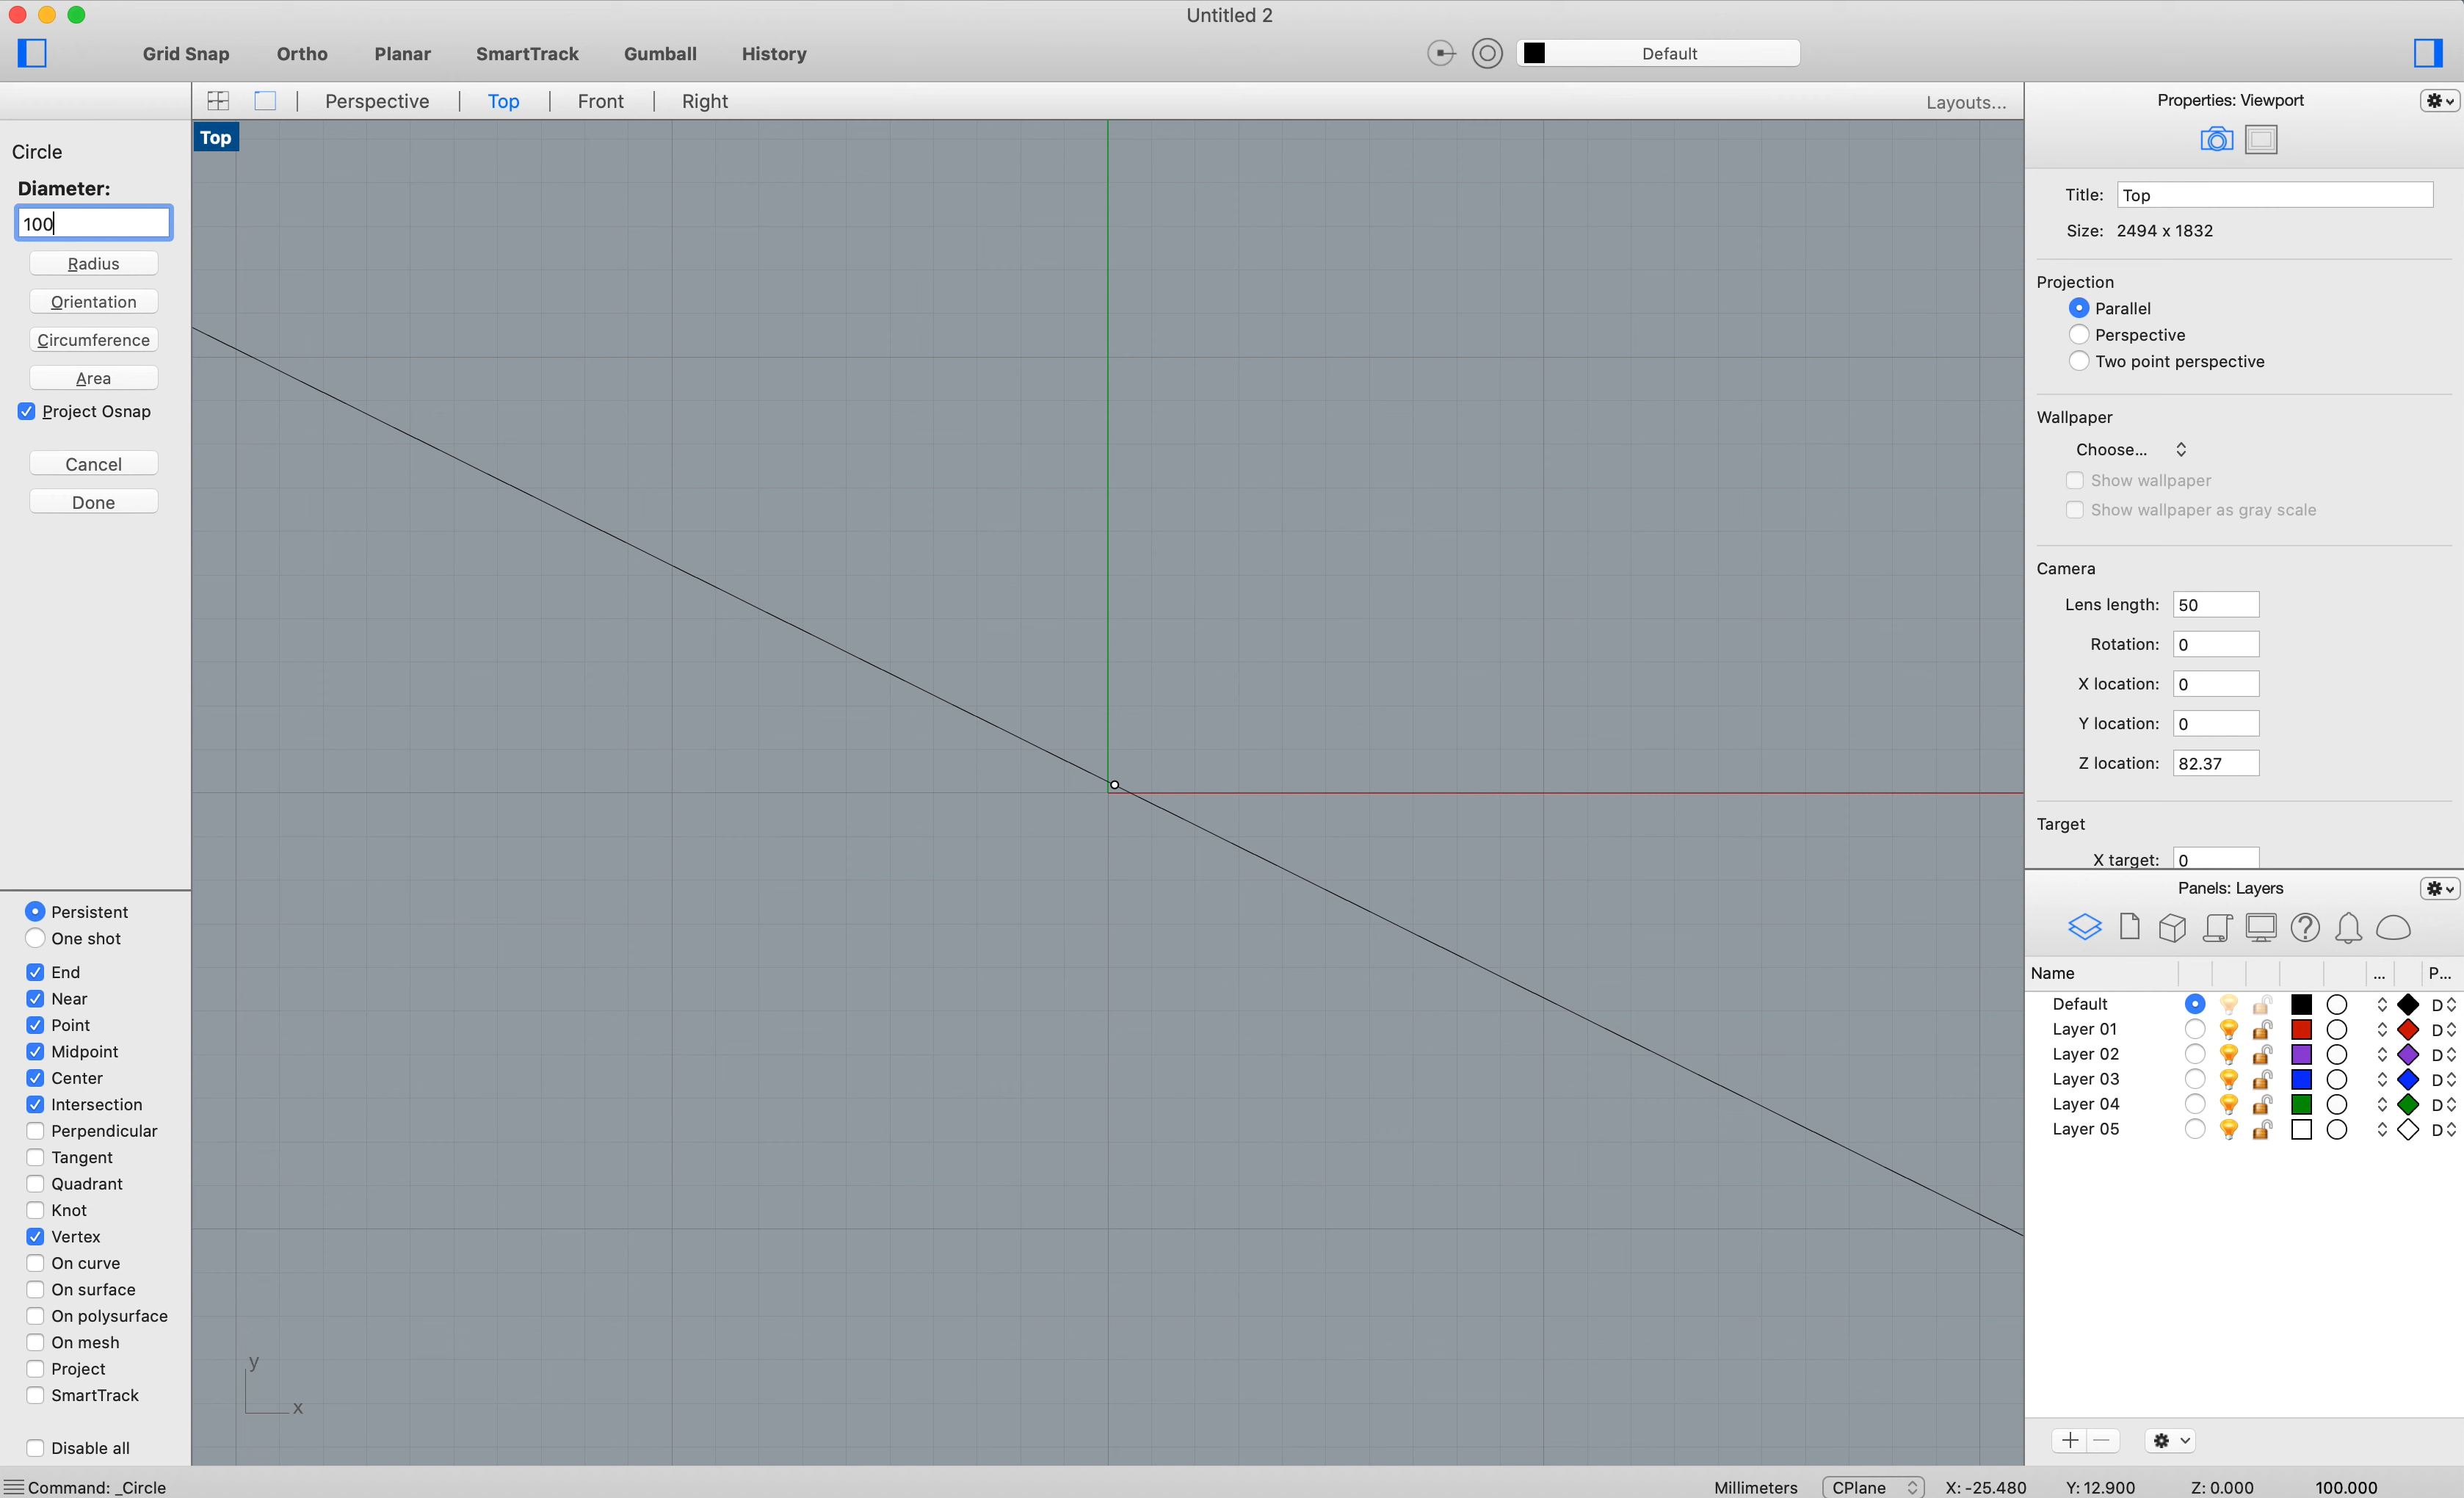 Untitled 2
Grid Snap Ortho Planar SmartTrack Gumball History Default
Perspective Top Front Right Layouts...
Top
Circle
Diameter:
100
Radius
Orientation
Circumference
Area
Project Osnap
Cancel
Done
Persistent
One shot
End
Near
Point
Midpoint
Center
Intersection
Perpendicular
Tangent
Quadrant
Knot
Vertex
On curve
On surface
On polysurface
On mesh
Project
SmartTrack
Disable all
y
x
Properties: Viewport
Title: Top
Size: 2494 x 1832
Projection
Parallel
Perspective
Two point perspective
Wallpaper
Choose...
Show wallpaper
Show wallpaper as gray scale
Camera
Lens length: 50
Rotation: 0
X location: 0
Y location: 0
Z location: 82.37
Target
X target: 0
Panels: Layers
Name ... P...
Default D
Layer 01 D
Layer 02 D
Layer 03 D
Layer 04 D
Layer 05 D
Command: _Circle Millimeters CPlane X: -25.480 Y: 12.900 Z: 0.000 100.000